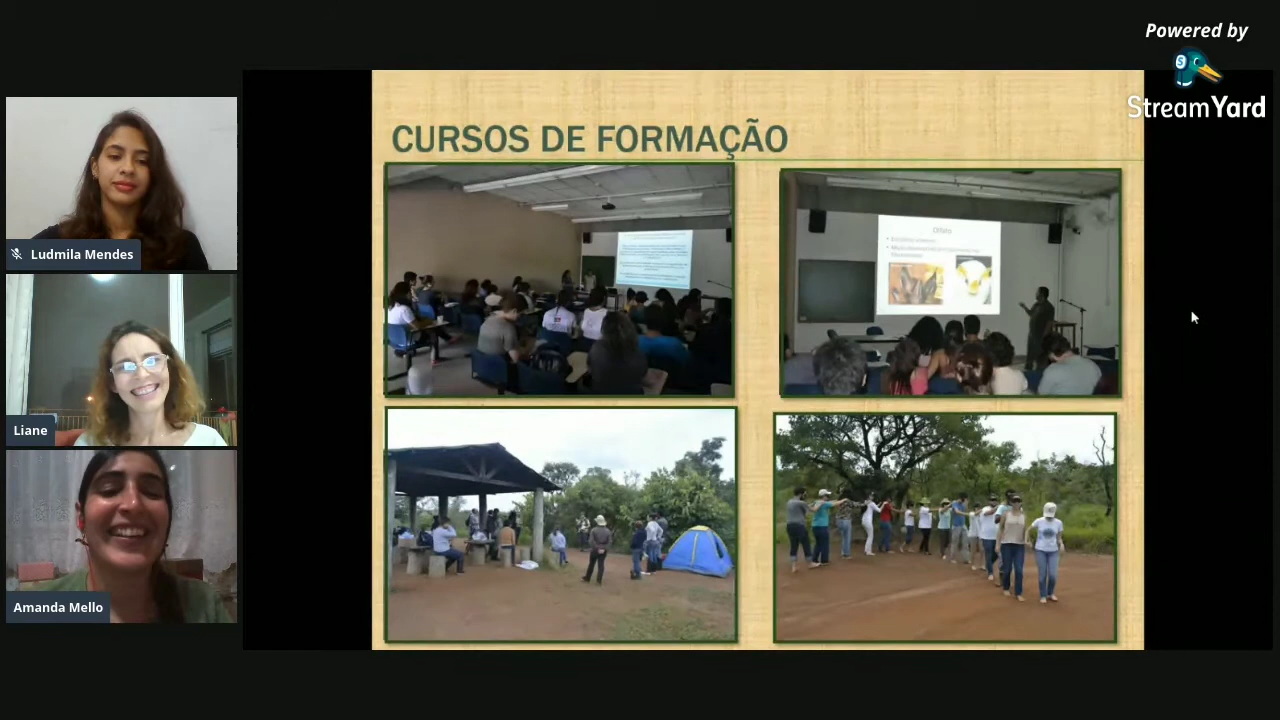 Powered by
StreamYard
CURSOS DE FORMAÇÃO
Ludmila Mendes
Liane
Amanda Mello